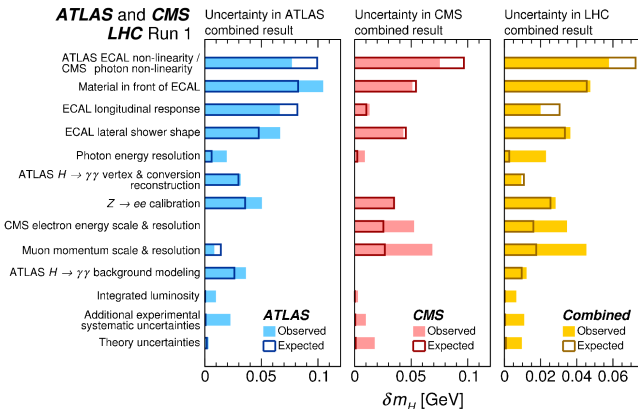 ATLAS and CMS
LHC Run 1
Uncertainty in ATLAS
combined result
Uncertainty in CMS
combined result
Uncertainty in LHC
combined result
ATLAS ECAL non-linearity /
CMS photon non-linearity
Material in front of ECAL
ECAL longitudinal response
ECAL lateral shower shape
Photon energy resolution
ATLAS H → γγ vertex & conversion
reconstruction
Z → ee calibration
CMS electron energy scale & resolution
Muon momentum scale & resolution
ATLAS H → γγ background modeling
Integrated luminosity
Additional experimental
systematic uncertainties
Theory uncertainties
ATLAS
Observed
Expected
CMS
Observed
Expected
Combined
Observed
Expected
0 0.05 0.1
0 0.05 0.1
0 0.02 0.04 0.06
δmH [GeV]